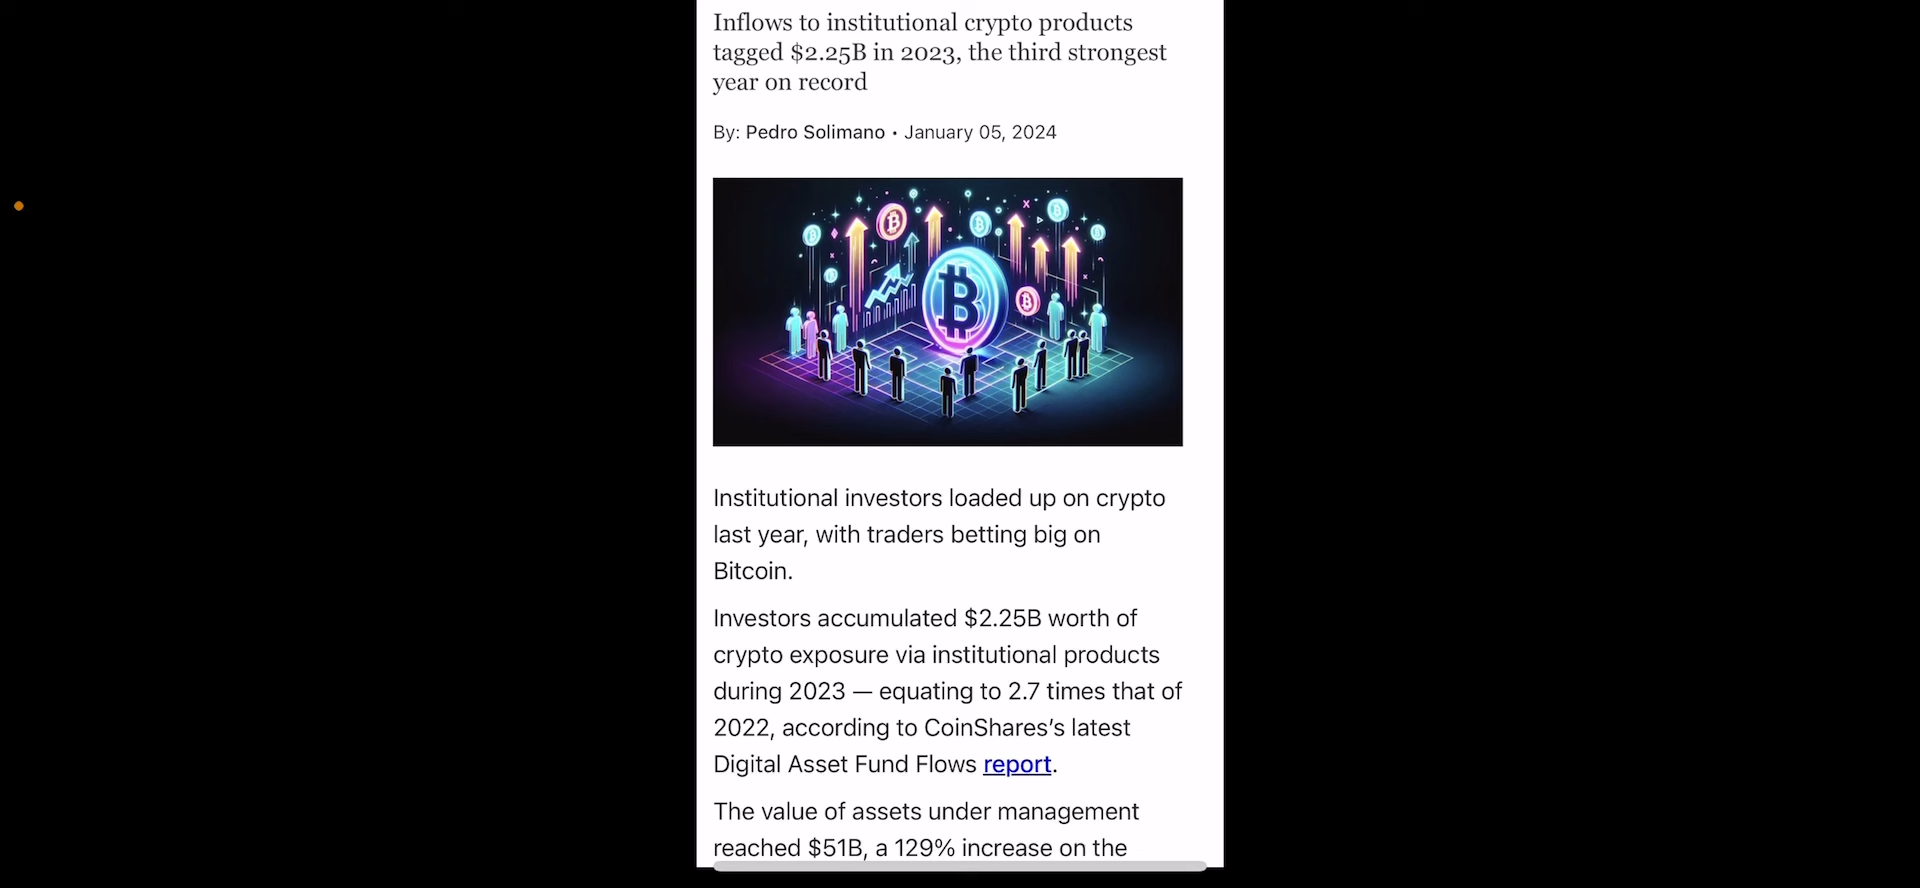 Inflows to institutional crypto products
tagged $2.25B in 2023, the third strongest
year on record
By: Pedro Solimano • January 05, 2024
Institutional investors loaded up on crypto
last year, with traders betting big on
Bitcoin.
Investors accumulated $2.25B worth of
crypto exposure via institutional products
during 2023 — equating to 2.7 times that of
2022, according to CoinShares’s latest
Digital Asset Fund Flows report.
The value of assets under management
reached $51B, a 129% increase on the